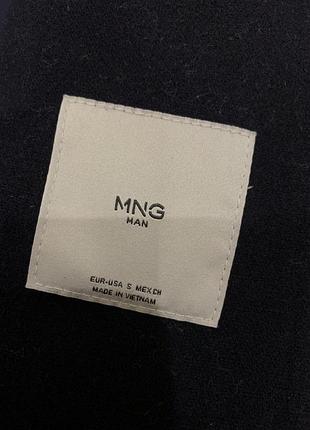 MNG
MAN
EUR-USA S MEX CH
MADE IN VIETNAM